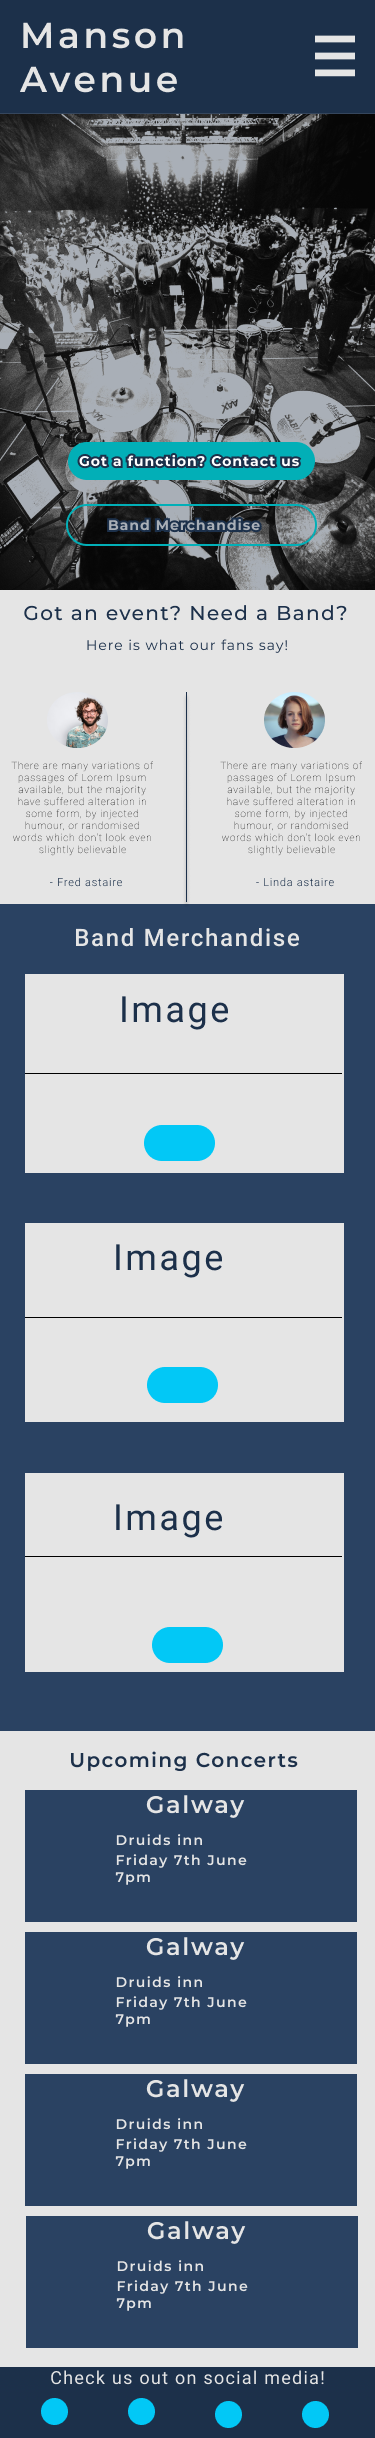 Manson
Avenue
Got a function? Contact us
Band Merchandise
Got an event? Need a Band?
Here is what our fans say!
There are many variations of
passages of Lorem Ipsum
available, but the majority
have suffered alteration in
some form, by injected
humour, or randomised
words which don't look even
slightly believable
- Fred astaire
There are many variations of
passages of Lorem Ipsum
available, but the majority
have suffered alteration in
some form, by injected
humour, or randomised
words which don't look even
slightly believable
- Linda astaire
Band Merchandise
Image
Image
Image
Upcoming Concerts
Galway
Druids inn
Friday 7th June
7pm
Galway
Druids inn
Friday 7th June
7pm
Galway
Druids inn
Friday 7th June
7pm
Galway
Druids inn
Friday 7th June
7pm
Check us out on social media!